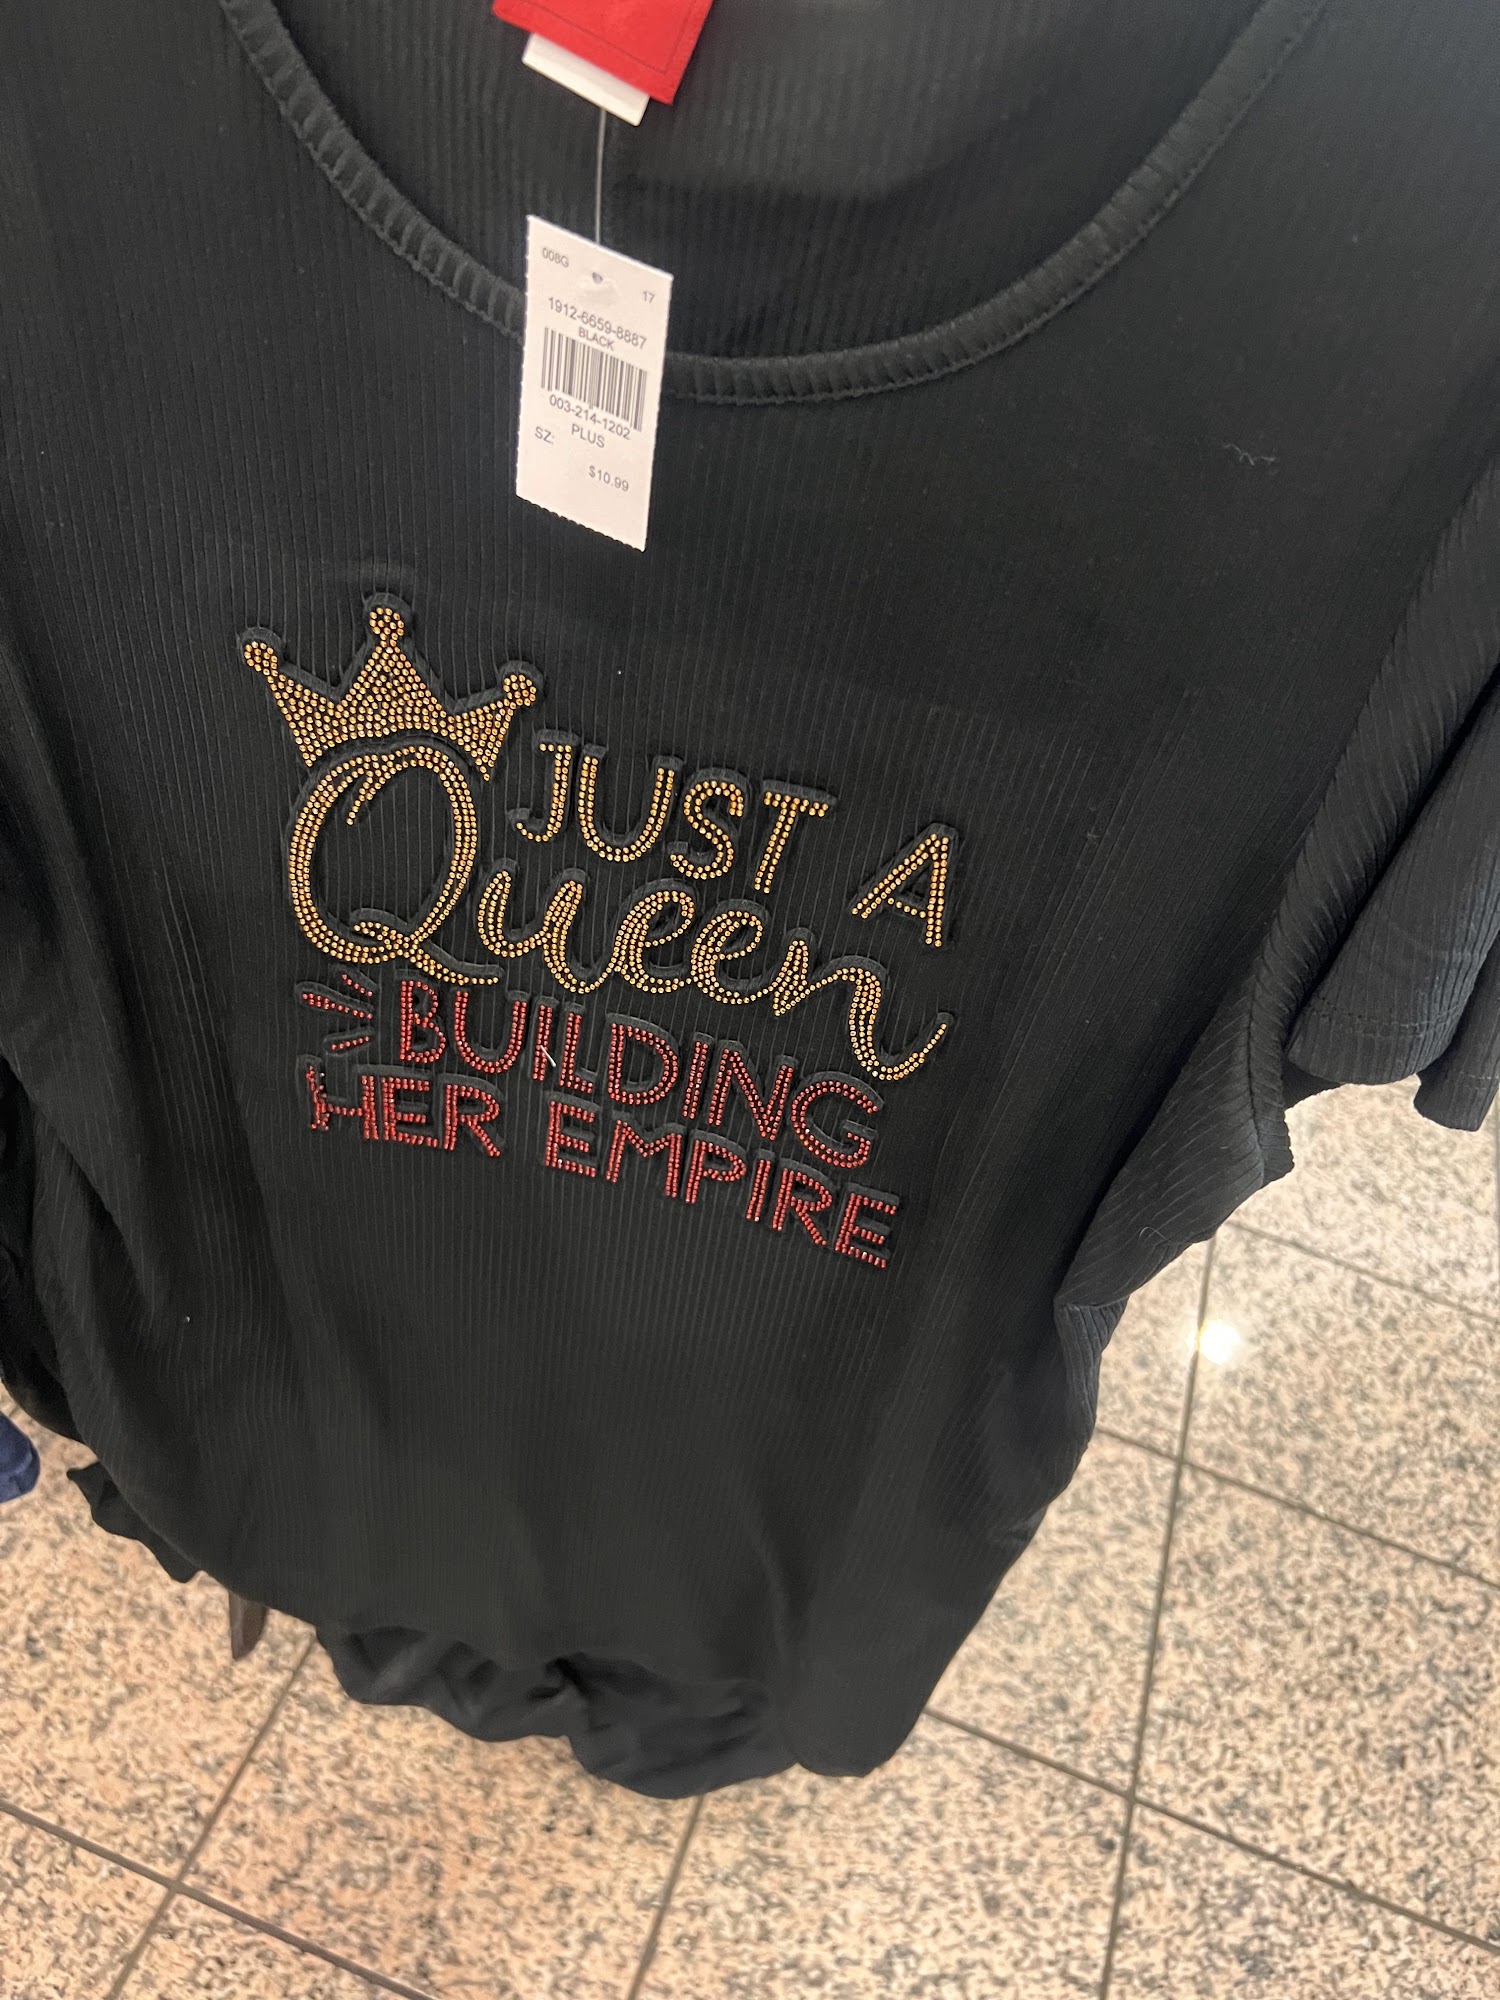 008G
17
1912-6659-8887
BLACK
003-214-1202
SZ: PLUS
$10.99
JUST A
Queen
BUILDING
HER EMPIRE